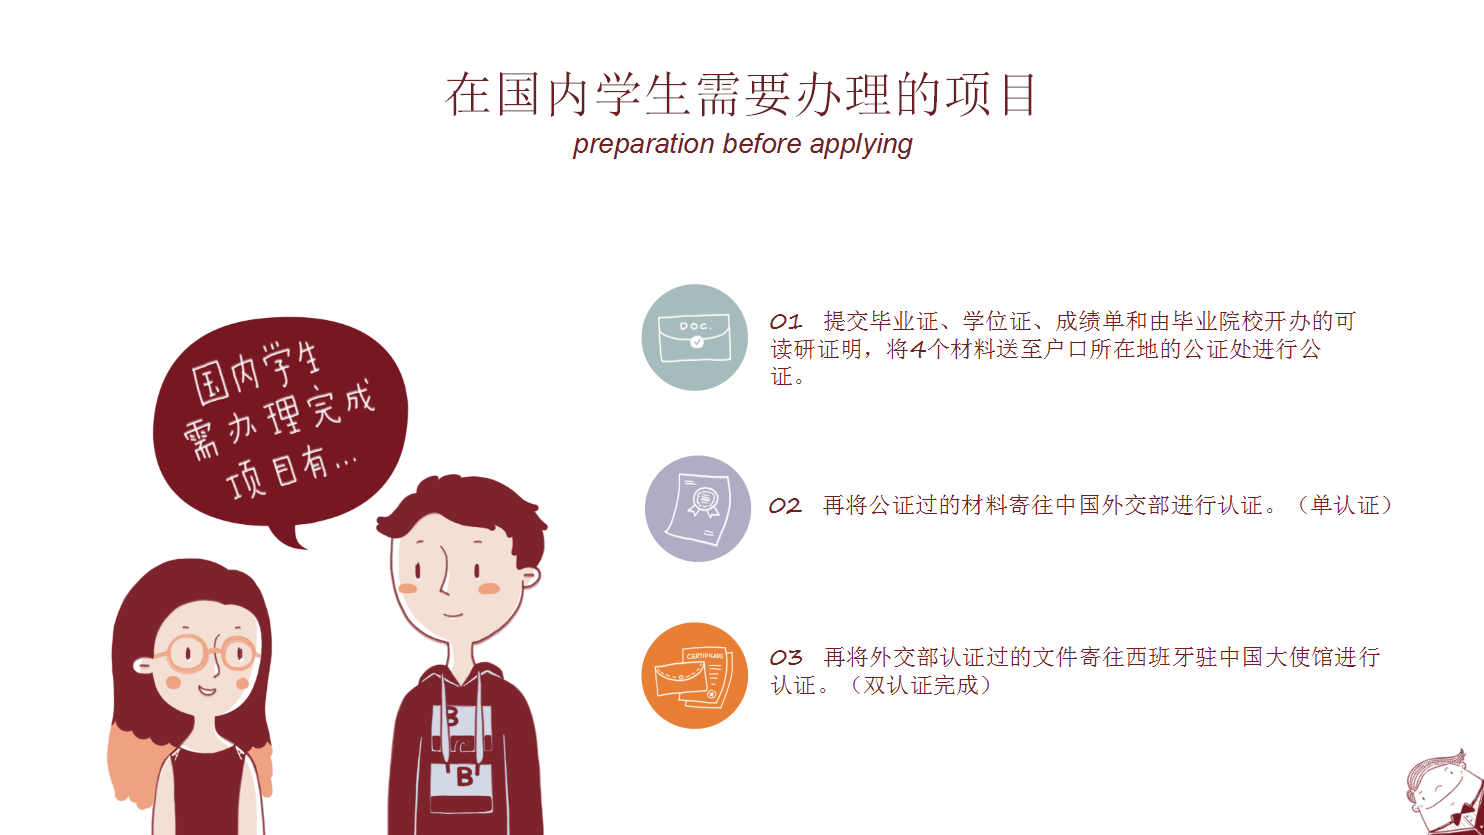 在国内学生需要办理的项目
preparation before applying
国内学生
需办理完成
项目有...
DOC.
01 提交毕业证、学位证、成绩单和由毕业院校开办的可
读研证明，将4个材料送至户口所在地的公证处进行公
证。
02 再将公证过的材料寄往中国外交部进行认证。（单认证）
03 再将外交部认证过的文件寄往西班牙驻中国大使馆进行
认证。（双认证完成）
B
B